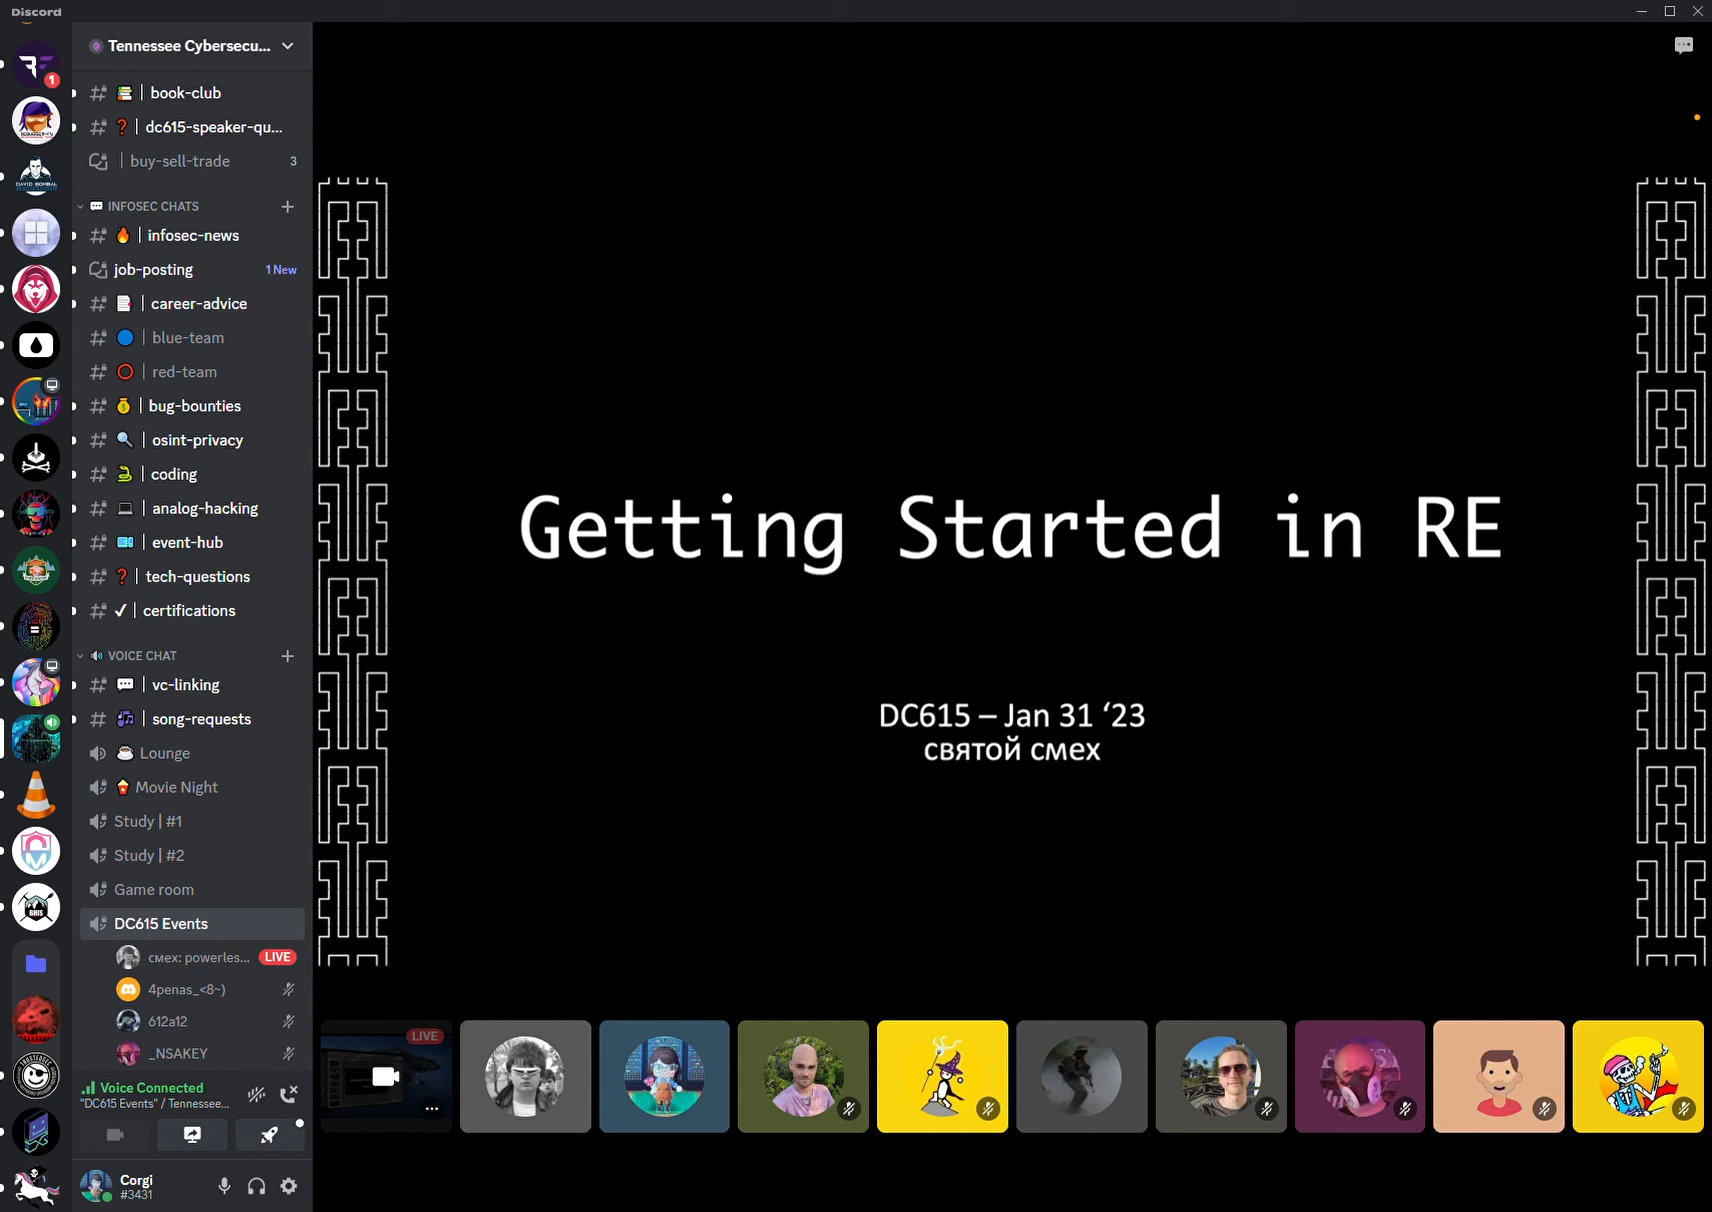 Discord
Tennessee Cybersecu...
book-club
dc615-speaker-qu...
buy-sell-trade 3
INFOSEC CHATS
infosec-news
job-posting 1 New
career-advice
blue-team
red-team
bug-bounties
osint-privacy
coding
analog-hacking
event-hub
tech-questions
certifications
VOICE CHAT
vc-linking
song-requests
Lounge
Movie Night
Study | #1
Study | #2
Game room
DC615 Events
смех: powerles... LIVE
4penas_<8~)
612a12
_NSAKEY
Voice Connected
"DC615 Events" / Tennessee...
Corgi
#3431
1
DAVID BOMBAL
BHIS
Getting Started in RE
DC615 – Jan 31 ‘23
святой смех
LIVE